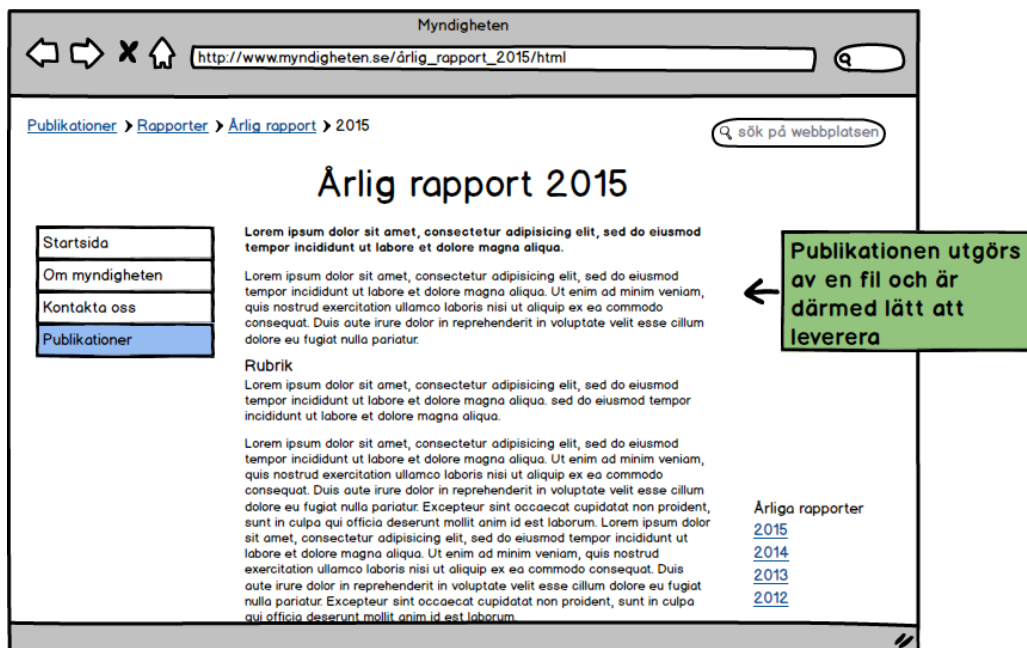 Myndigheten
http://www.myndigheten.se/årlig_rapport_2015/html
Publikationer > Rapporter > Årlig rapport > 2015
sök på webbplatsen
Årlig rapport 2015
Startsida
Om myndigheten
Kontakta oss
Publikationer
Lorem ipsum dolor sit amet, consectetur adipisicing elit, sed do eiusmod
tempor incididunt ut labore et dolore magna aliqua.
Lorem ipsum dolor sit amet, consectetur adipisicing elit, sed do eiusmod
tempor incididunt ut labore et dolore magna aliqua. Ut enim ad minim veniam,
quis nostrud exercitation ullamco laboris nisi ut aliquip ex ea commodo
consequat. Duis aute irure dolor in reprehenderit in voluptate velit esse cillum
dolore eu fugiat nulla pariatur.
Rubrik
Lorem ipsum dolor sit amet, consectetur adipisicing elit, sed do eiusmod
tempor incididunt ut labore et dolore magna aliqua. sed do eiusmod tempor
incididunt ut labore et dolore magna aliqua.
Lorem ipsum dolor sit amet, consectetur adipisicing elit, sed do eiusmod
tempor incididunt ut labore et dolore magna aliqua. Ut enim ad minim veniam,
quis nostrud exercitation ullamco laboris nisi ut aliquip ex ea commodo
consequat. Duis aute irure dolor in reprehenderit in voluptate velit esse cillum
dolore eu fugiat nulla pariatur. Excepteur sint occaecat cupidatat non proident,
sunt in culpa qui officia deserunt mollit anim id est laborum. Lorem ipsum dolor
sit amet, consectetur adipisicing elit, sed do eiusmod tempor incididunt ut
labore et dolore magna aliqua. Ut enim ad minim veniam, quis nostrud
exercitation ullamco laboris nisi ut aliquip ex ea commodo consequat. Duis
aute irure dolor in reprehenderit in voluptate velit esse cillum dolore eu fugiat
nulla pariatur. Excepteur sint occaecat cupidatat non proident, sunt in culpa
qui officia deserunt mollit anim id est laborum.
Publikationen utgörs
av en fil och är
därmed lätt att
leverera
Årliga rapporter
2015
2014
2013
2012